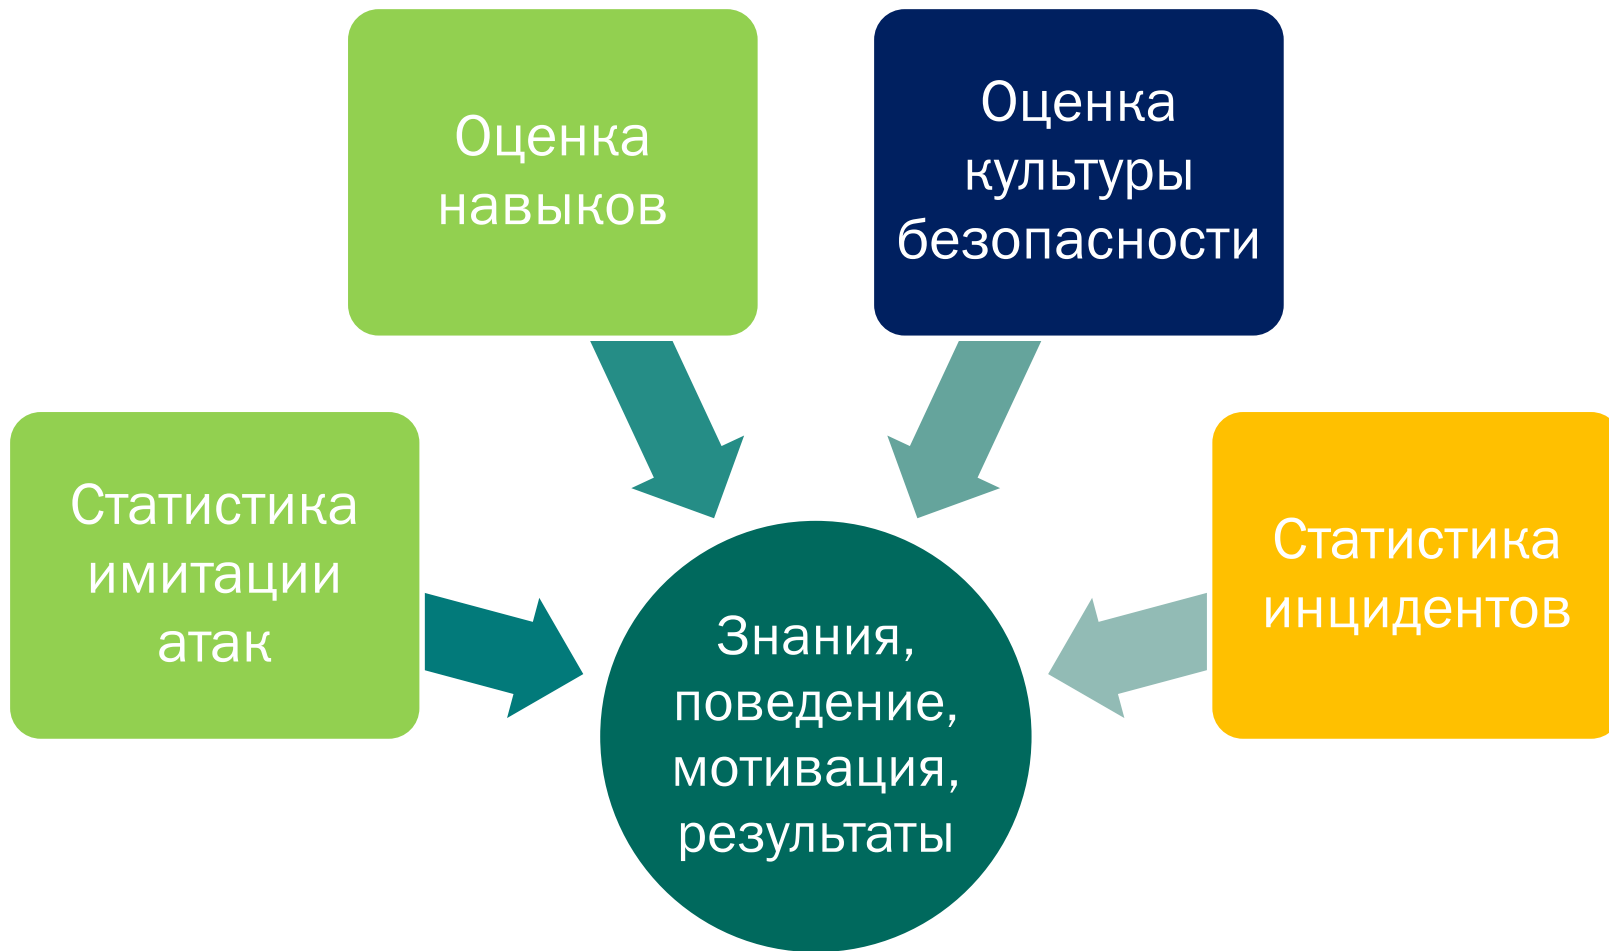 Оценка
навыков
Оценка
культуры
безопасности
Статистика
имитации
атак
Статистика
инцидентов
Знания,
поведение,
мотивация,
результаты